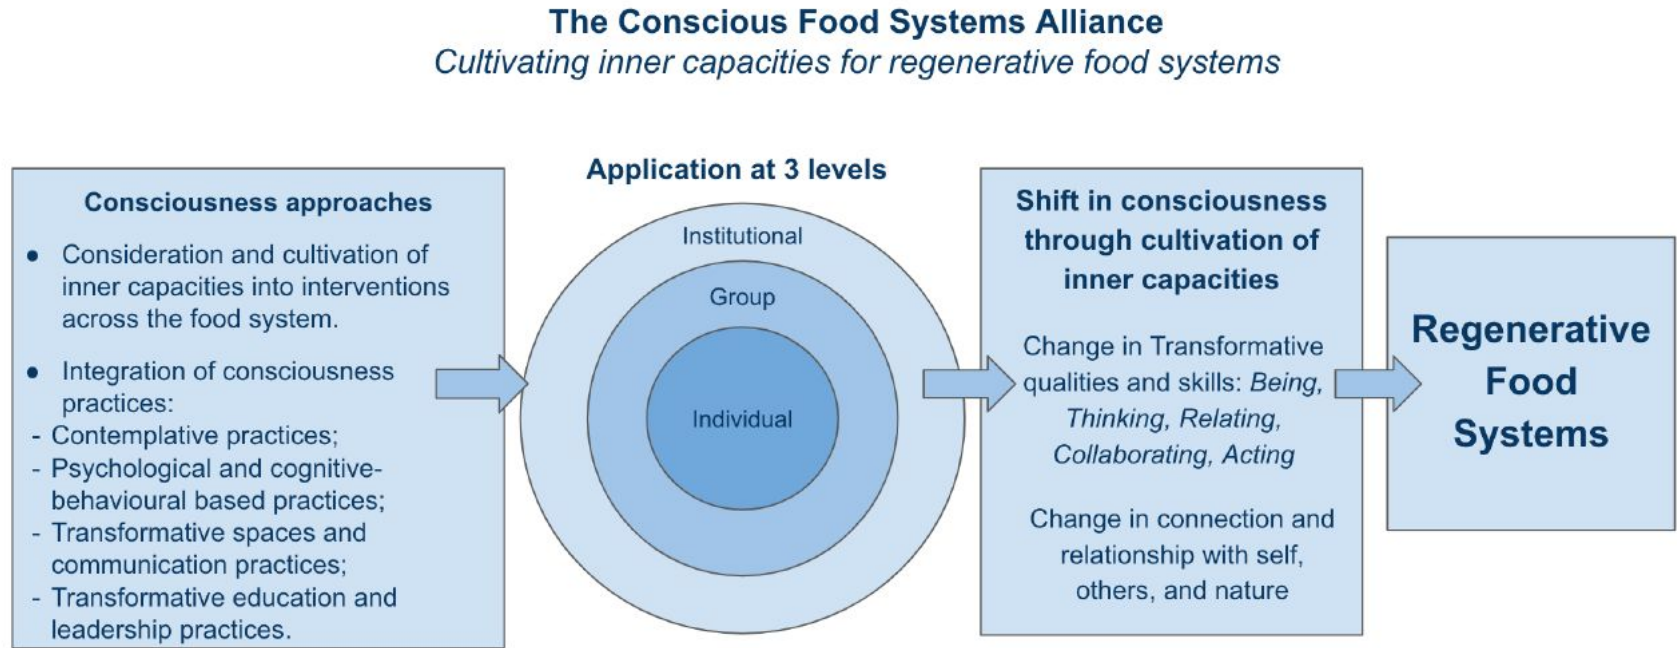 The Conscious Food Systems Alliance
Cultivating inner capacities for regenerative food systems
Consciousness approaches
● Consideration and cultivation of
inner capacities into interventions
across the food system.
● Integration of consciousness
practices:
- Contemplative practices;
- Psychological and cognitive-
behavioural based practices;
- Transformative spaces and
communication practices;
- Transformative education and
leadership practices.
Application at 3 levels
Institutional
Group
Individual
Shift in consciousness
through cultivation of
inner capacities
Change in Transformative
qualities and skills: Being,
Thinking, Relating,
Collaborating, Acting
Change in connection and
relationship with self,
others, and nature
Regenerative
Food
Systems